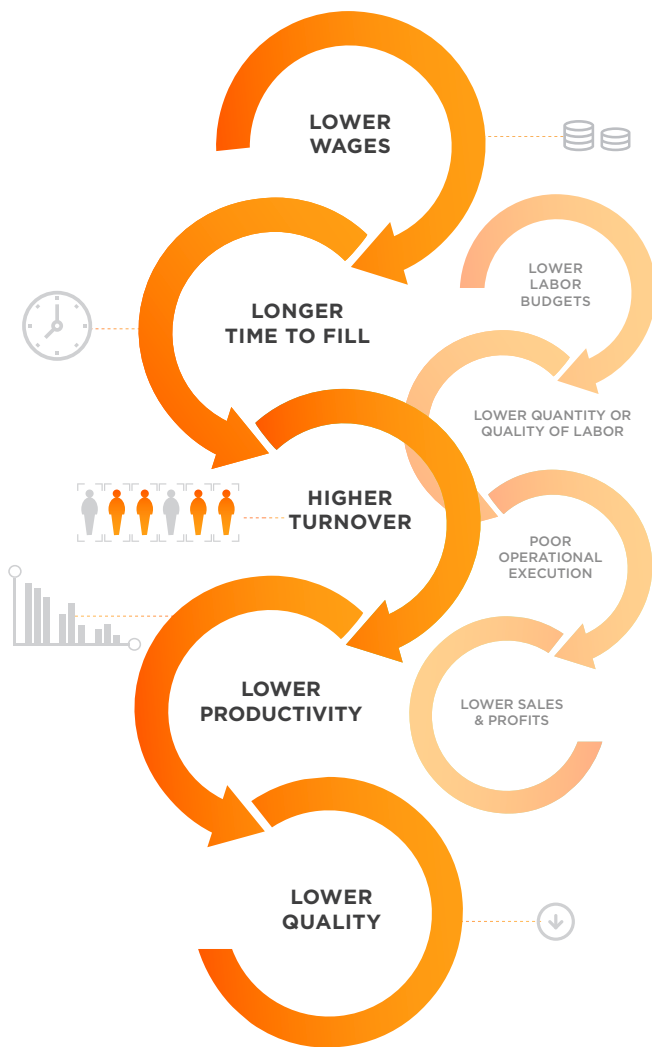 LOWER
WAGES
LONGER
TIME TO FILL
HIGHER
TURNOVER
LOWER
PRODUCTIVITY
LOWER
QUALITY
LOWER
LABOR
BUDGETS
LOWER QUANTITY OR
QUALITY OF LABOR
POOR
OPERATIONAL
EXECUTION
LOWER SALES
& PROFITS